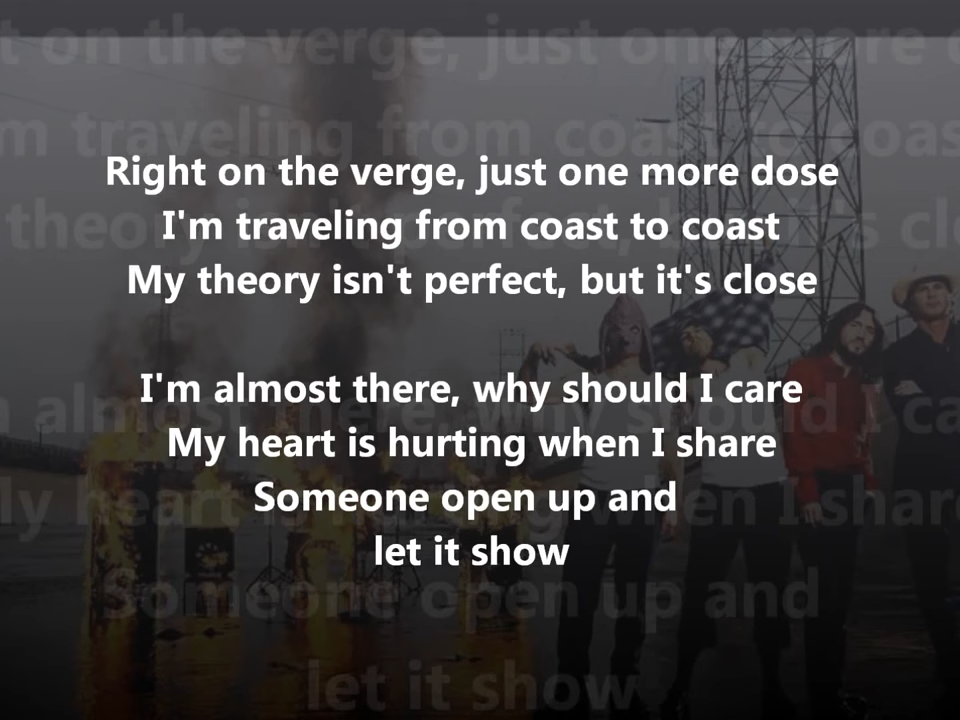 Right on the verge, just one more dose
I'm traveling from coast to coast
My theory isn't perfect, but it's close
I'm almost there, why should I care
My heart is hurting when I share
Someone open up and
let it show